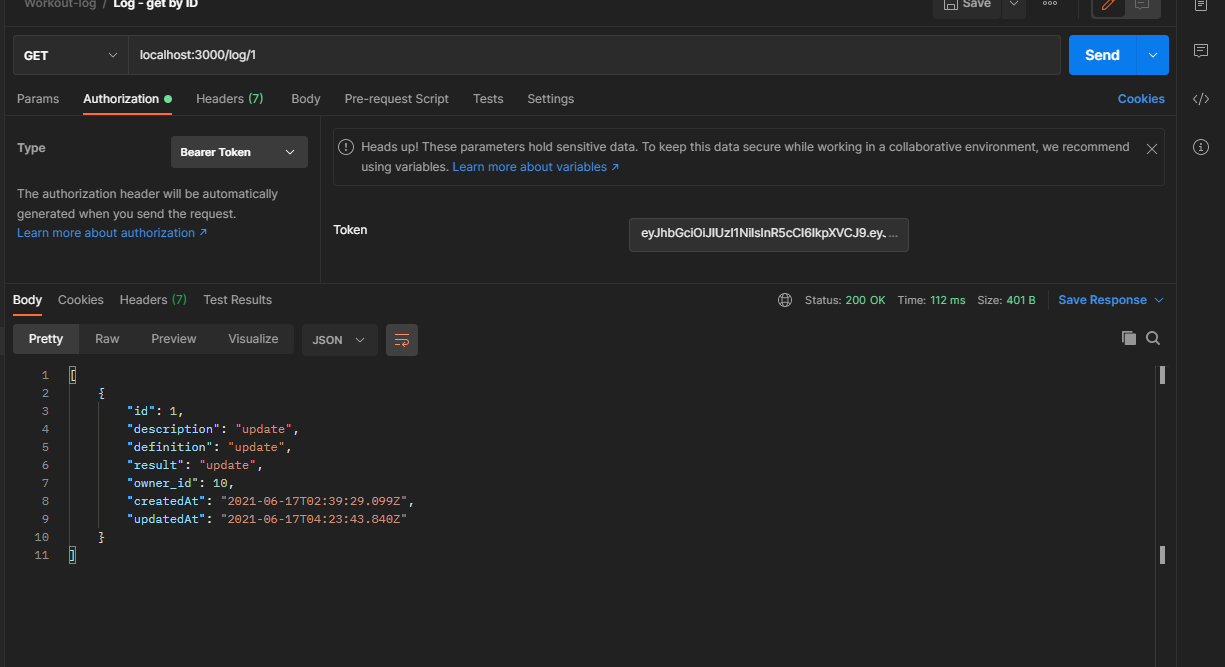 Workout-log / Log - get by ID
Save
GET localhost:3000/log/1 Send
Params Authorization Headers (7) Body Pre-request Script Tests Settings Cookies
Type Bearer Token
The authorization header will be automatically
generated when you send the request.
Learn more about authorization ↗
Heads up! These parameters hold sensitive data. To keep this data secure while working in a collaborative environment, we recommend
using variables. Learn more about variables ↗
Token eyJhbGciOiJIUzI1NiIsInR5cCI6IkpXVCJ9.ey. ...
Body Cookies Headers (7) Test Results Status: 200 OK Time: 112 ms Size: 401 B Save Response
Pretty Raw Preview Visualize JSON
1 [
2 {
3 "id": 1,
4 "description": "update",
5 "definition": "update",
6 "result": "update",
7 "owner_id": 10,
8 "createdAt": "2021-06-17T02:39:29.099Z",
9 "updatedAt": "2021-06-17T04:23:43.840Z"
10 }
11 ]